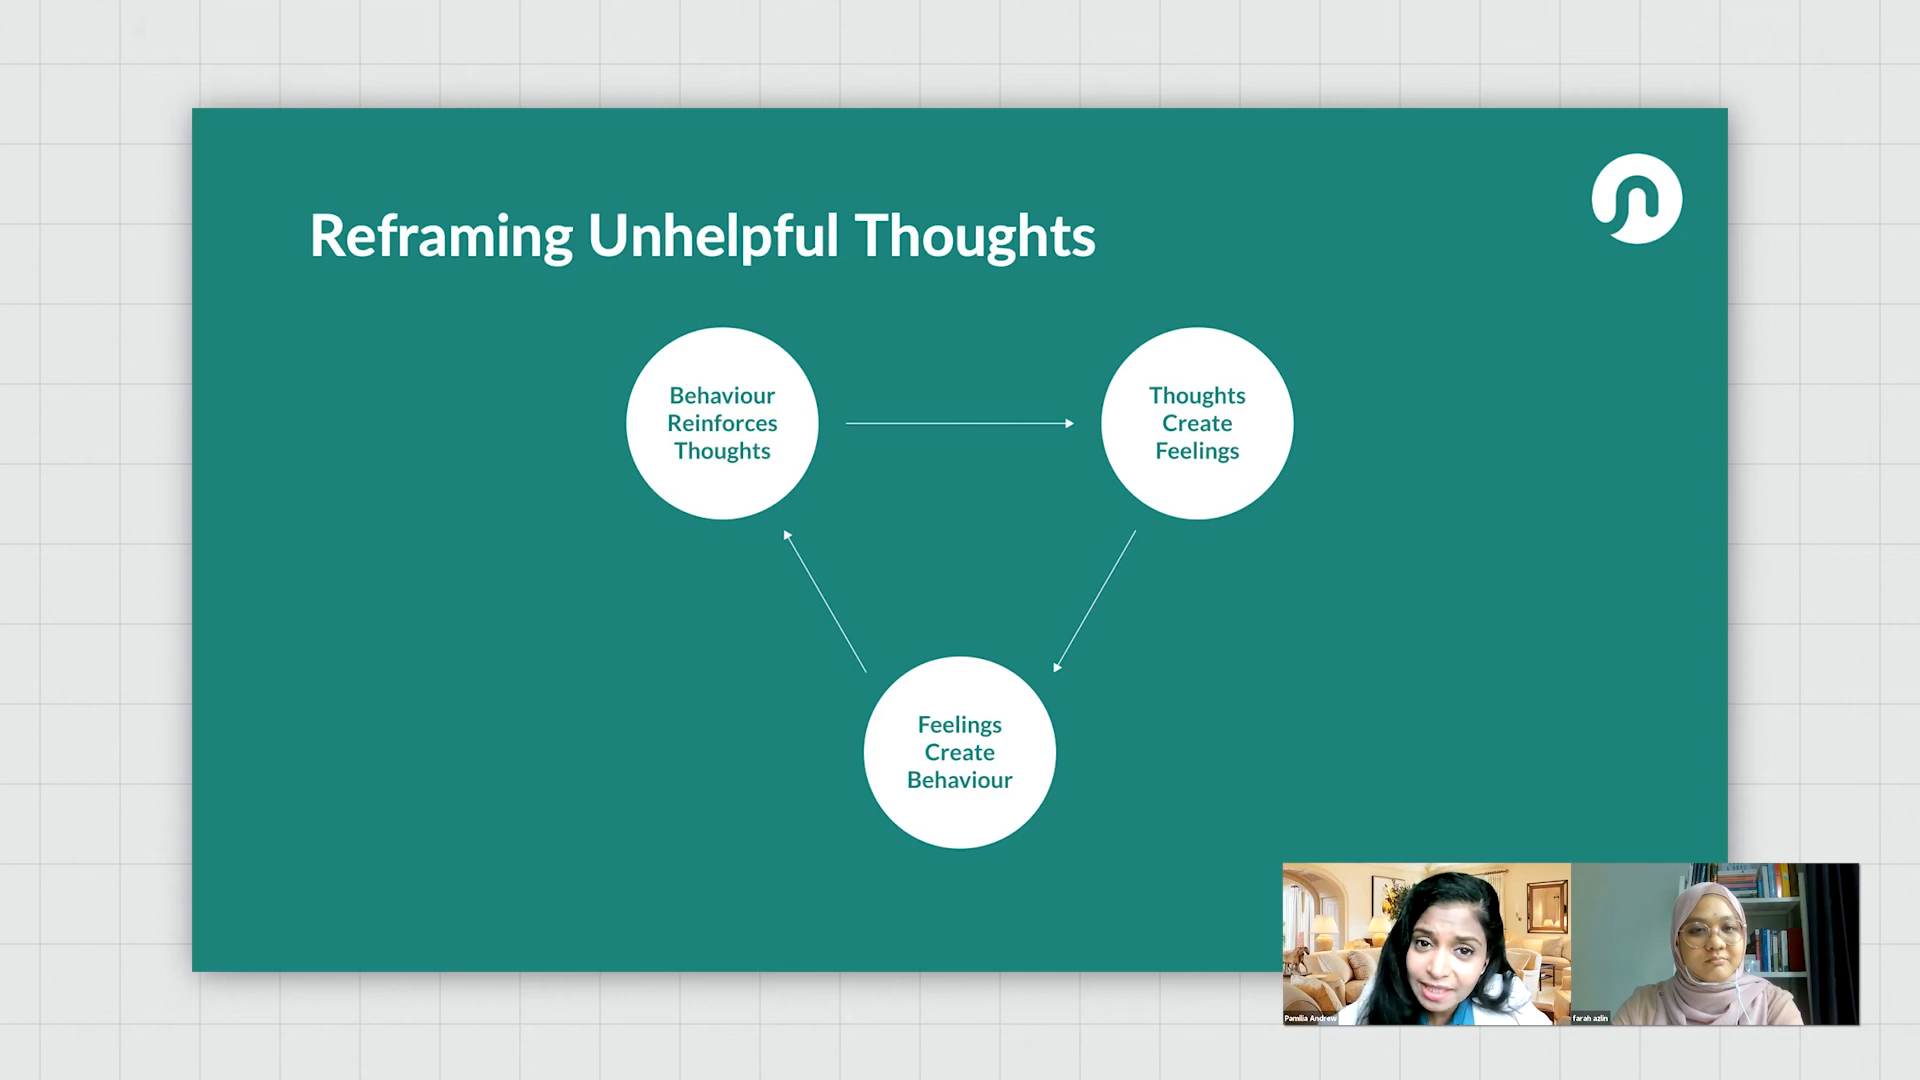 Reframing Unhelpful Thoughts
Behaviour
Reinforces
Thoughts
Thoughts
Create
Feelings
Feelings
Create
Behaviour
Pamilia Andrew
farah azlin